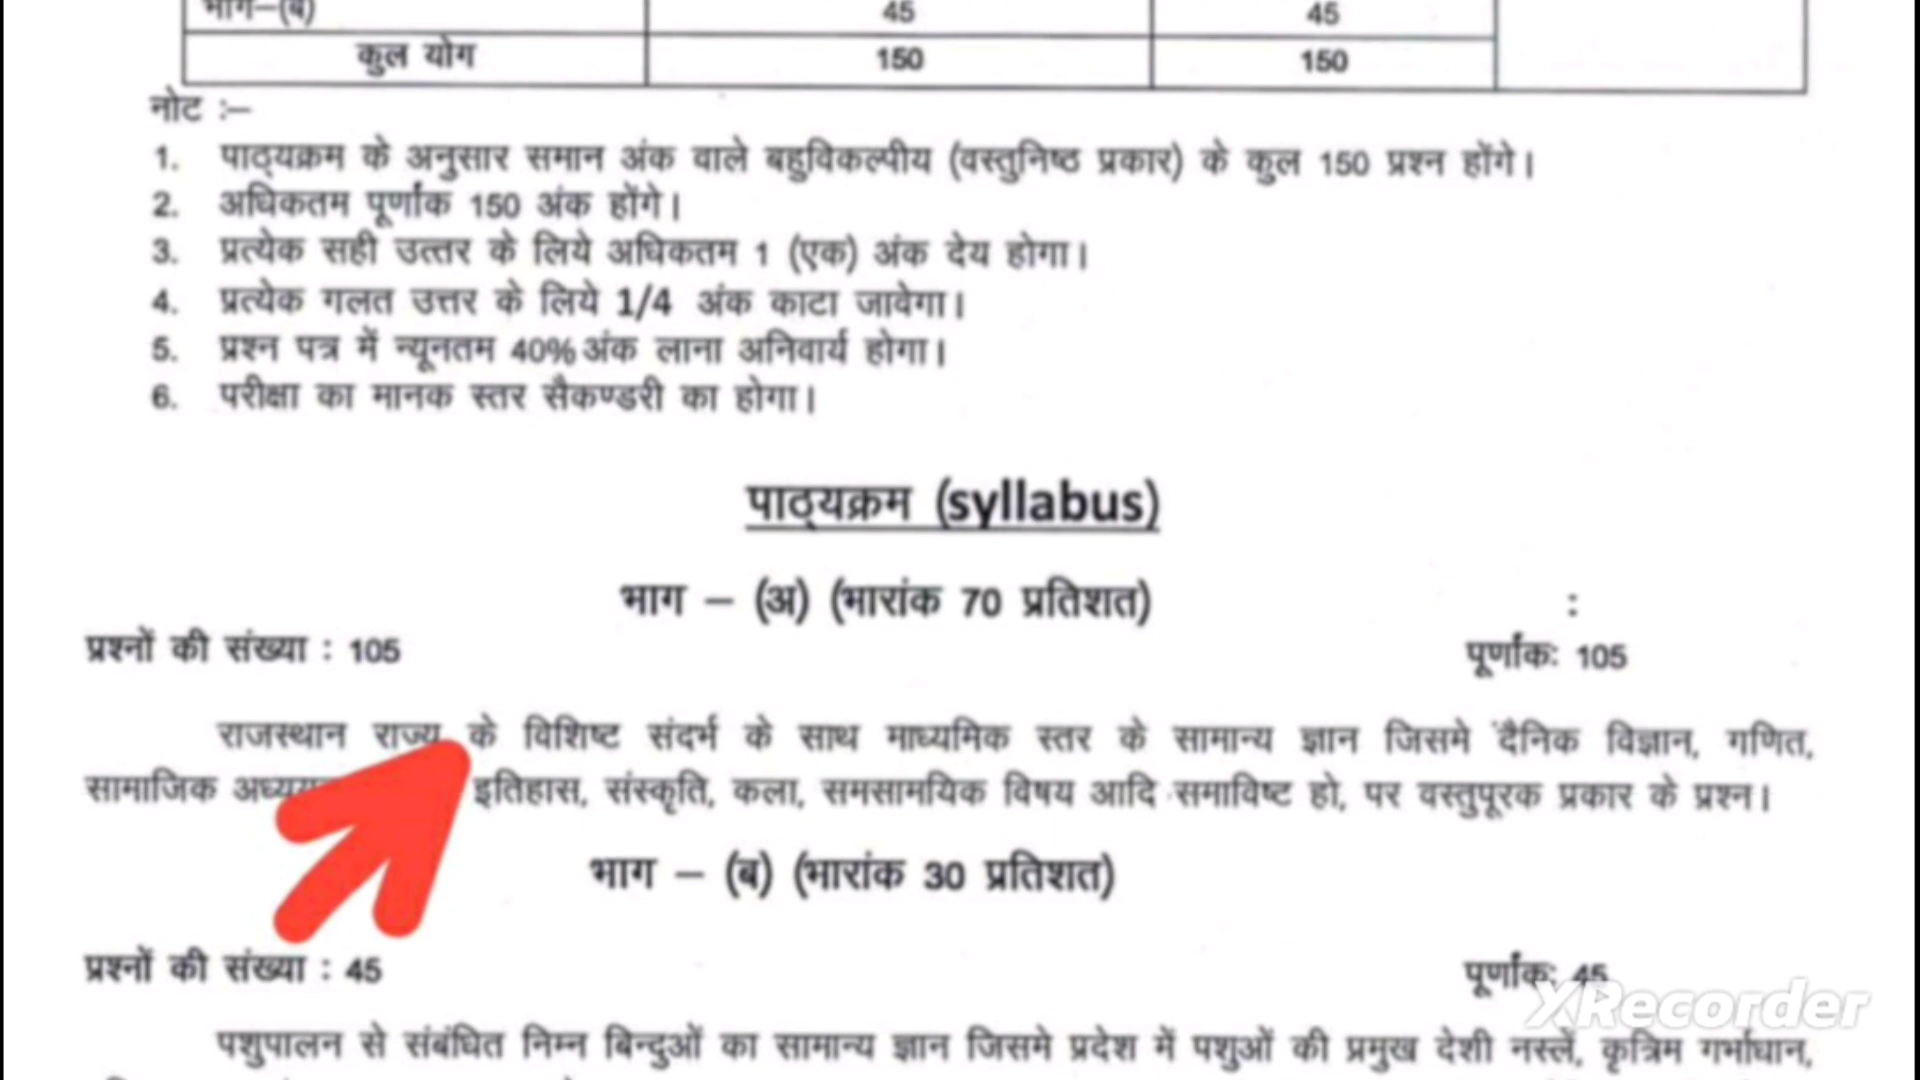 भाग–(ब) 45 45
कुल योग 150 150
नोट :–
1. पाठ्यक्रम के अनुसार समान अंक वाले बहुविकल्पीय (वस्तुनिष्ठ प्रकार) के कुल 150 प्रश्न होंगे।
2. अधिकतम पूर्णांक 150 अंक होंगे।
3. प्रत्येक सही उत्तर के लिये अधिकतम 1 (एक) अंक देय होगा।
4. प्रत्येक गलत उत्तर के लिये 1/4 अंक काटा जावेगा।
5. प्रश्न पत्र में न्यूनतम 40% अंक लाना अनिवार्य होगा।
6. परीक्षा का मानक स्तर सैकण्डरी का होगा।
पाठ्यक्रम (syllabus)
भाग – (अ) (भारांक 70 प्रतिशत) :
प्रश्नों की संख्या : 105 पूर्णांक: 105
राजस्थान राज्य के विशिष्ट संदर्भ के साथ माध्यमिक स्तर के सामान्य ज्ञान जिसमे दैनिक विज्ञान, गणित,
सामाजिक इतिहास, संस्कृति, कला, समसामयिक विषय आदि समाविष्ट हो, पर वस्तुपूरक प्रकार के प्रश्न।
भाग – (ब) (भारांक 30 प्रतिशत)
प्रश्नों की संख्या : 45 पूर्णांक: 45
XRecorder
पशुपालन से संबंधित निम्न बिन्दुओं का सामान्य ज्ञान जिसमे प्रदेश में पशुओं की प्रमुख देशी नस्लें, कृत्रिम गर्भाधान,